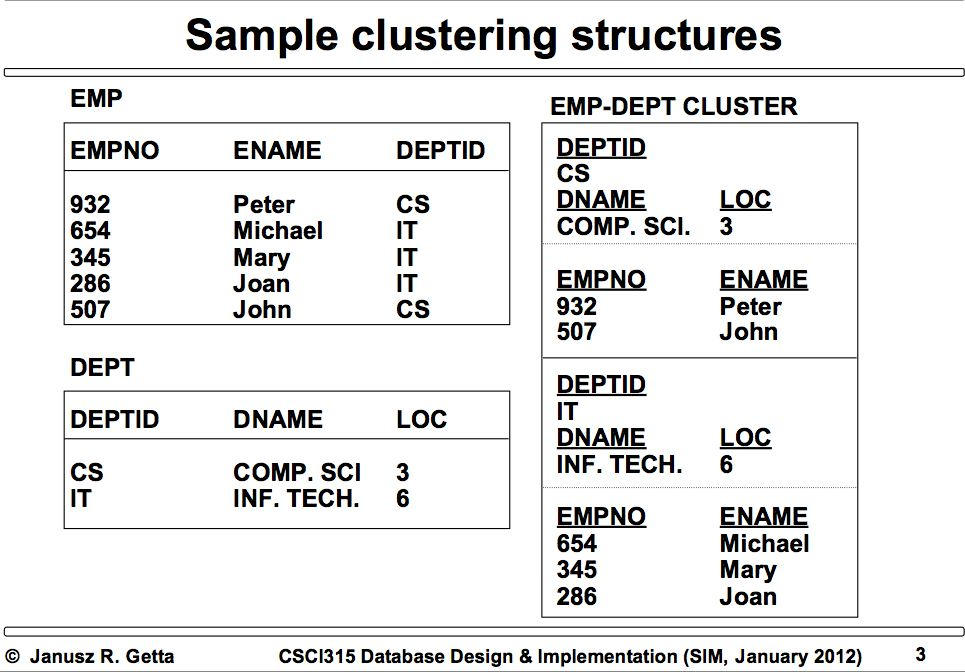 Sample clustering structures
EMP
EMPNO ENAME DEPTID
932 Peter CS
654 Michael IT
345 Mary IT
286 Joan IT
507 John CS
DEPT
DEPTID DNAME LOC
CS COMP. SCI 3
IT INF. TECH. 6
EMP-DEPT CLUSTER
DEPTID
CS
DNAME LOC
COMP. SCI. 3
EMPNO ENAME
932 Peter
507 John
DEPTID
IT
DNAME LOC
INF. TECH. 6
EMPNO ENAME
654 Michael
345 Mary
286 Joan
© Janusz R. Getta CSCI315 Database Design & Implementation (SIM, January 2012) 3